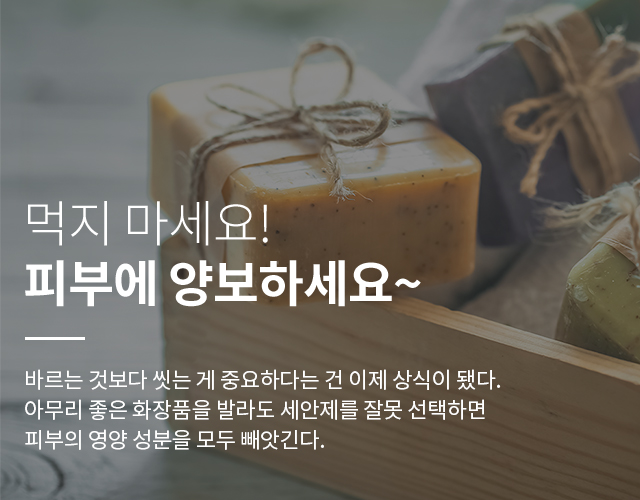 먹지 마세요!
피부에 양보하세요~
바르는 것보다 씻는 게 중요하다는 건 이제 상식이 됐다.
아무리 좋은 화장품을 발라도 세안제를 잘못 선택하면
피부의 영양 성분을 모두 빼앗긴다.